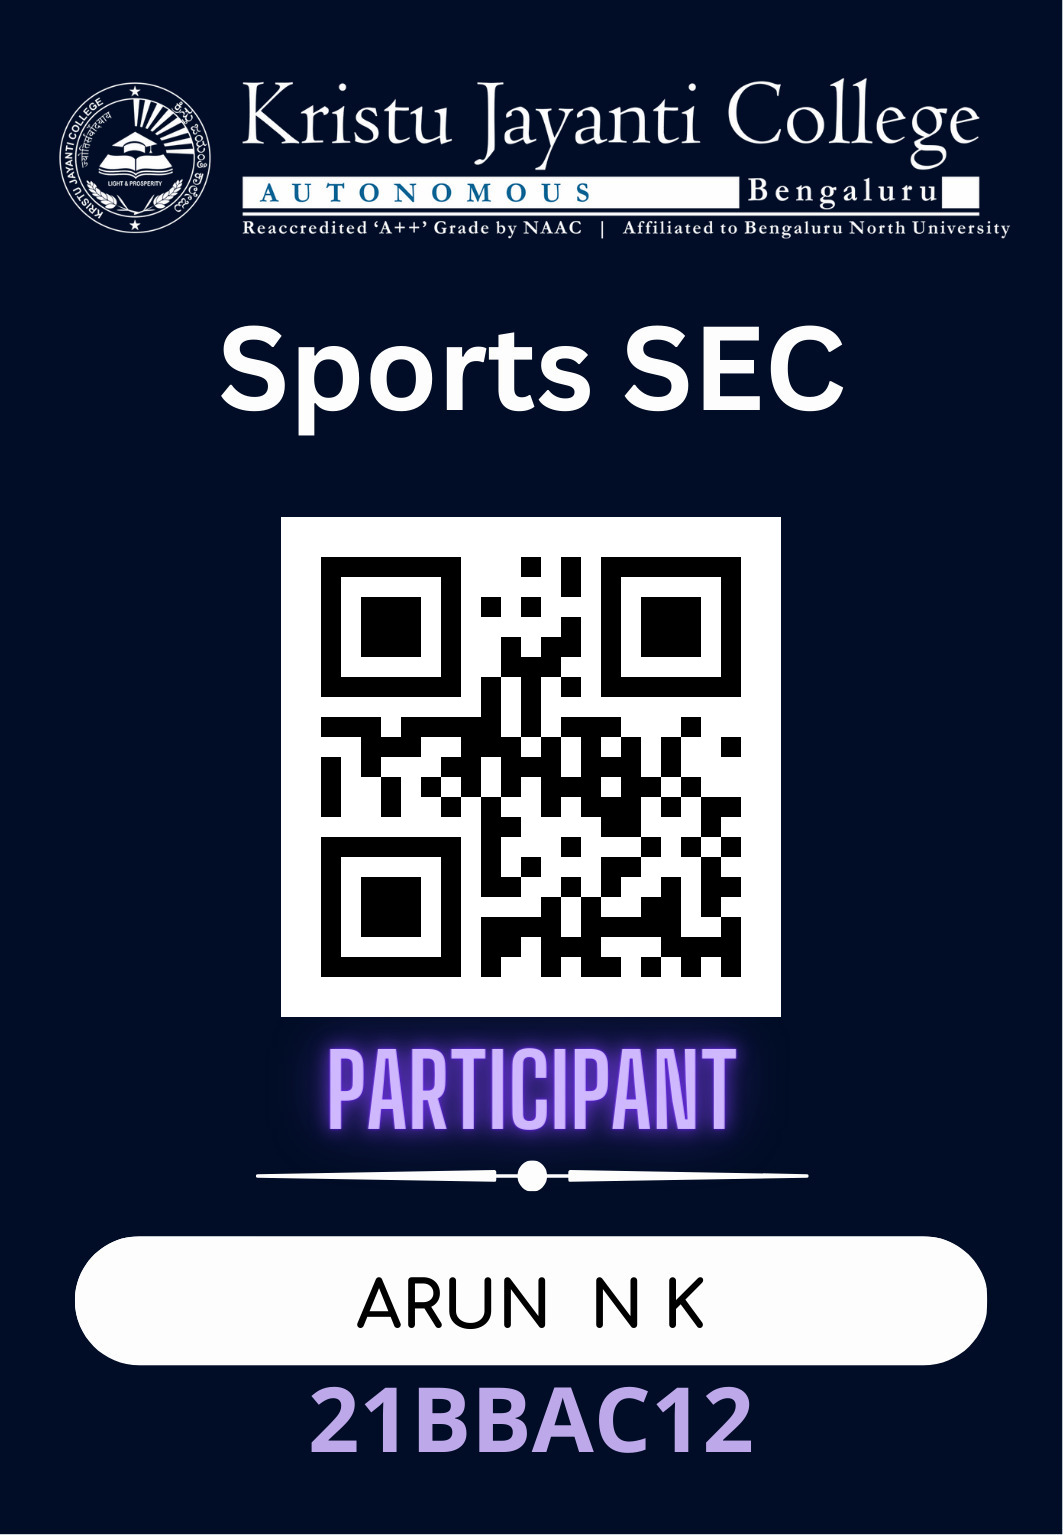 KRISTU JAYANTI COLLEGE
ಕ್ರಿಸ್ತು ಜಯಂತಿ ಕಾಲೇಜು
LIGHT & PROSPERITY
Kristu Jayanti College
AUTONOMOUS Bengaluru
Reaccredited ‘A++’ Grade by NAAC | Affiliated to Bengaluru North University
Sports SEC
PARTICIPANT
ARUN N K
21BBAC12